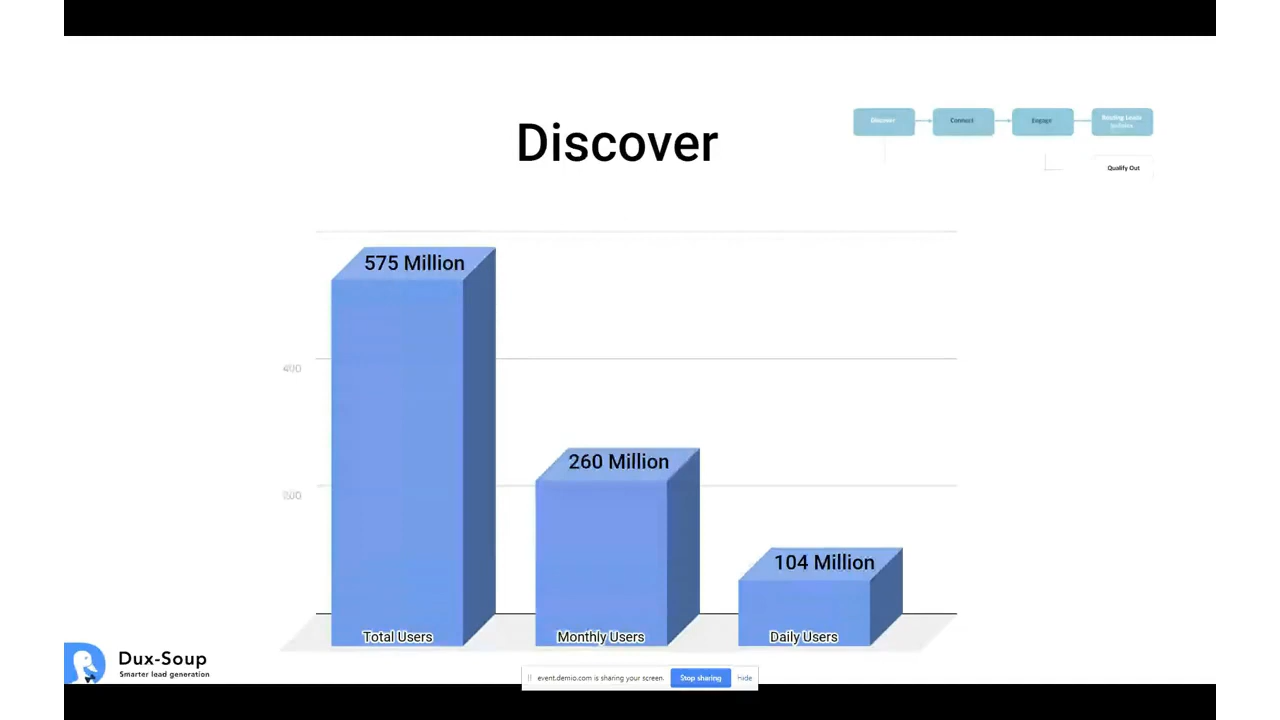 Discover
Discover
Connect
Engage
Qualify Out
575 Million
400
260 Million
200
104 Million
Total Users
Monthly Users
Daily Users
Dux-Soup
Smarter lead generation
event.demio.com is sharing your screen.
Stop sharing
Hide